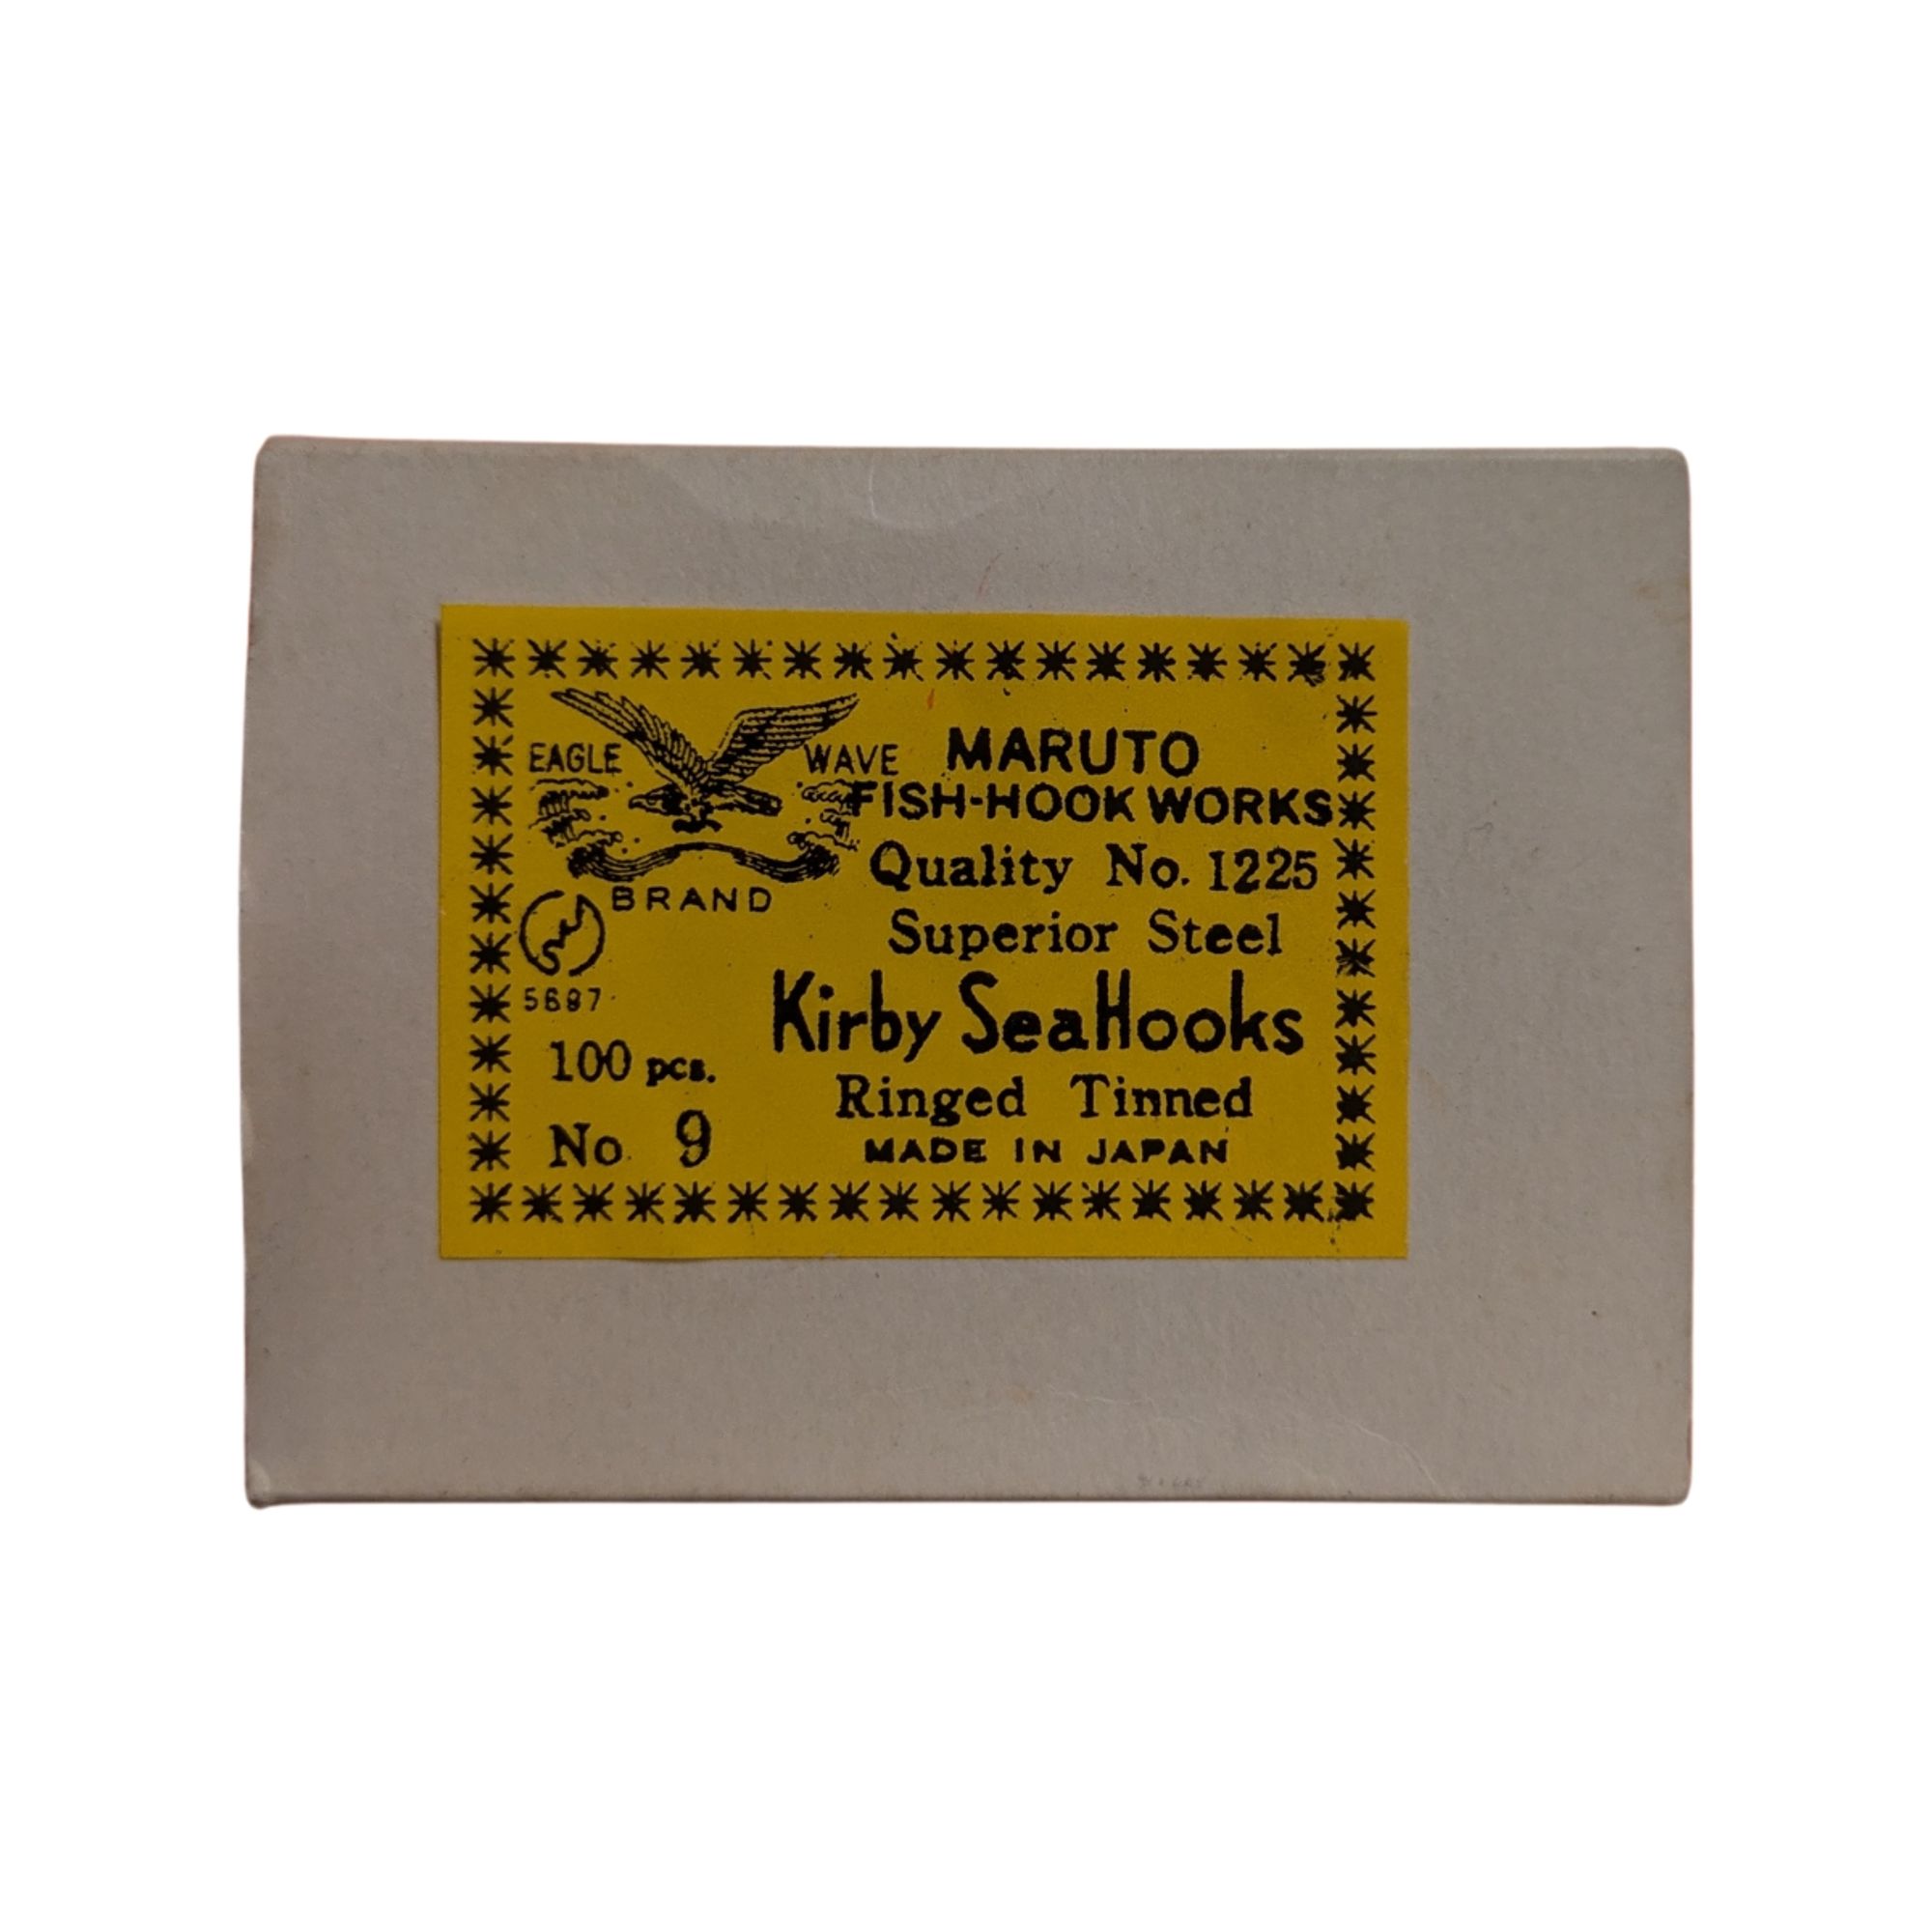 EAGLE WAVE
BRAND
5697
100 pcs.
No. 9
MARUTO
FISH-HOOK WORKS
Quality No. 1225
Superior Steel
Kirby SeaHooks
Ringed Tinned
MADE IN JAPAN